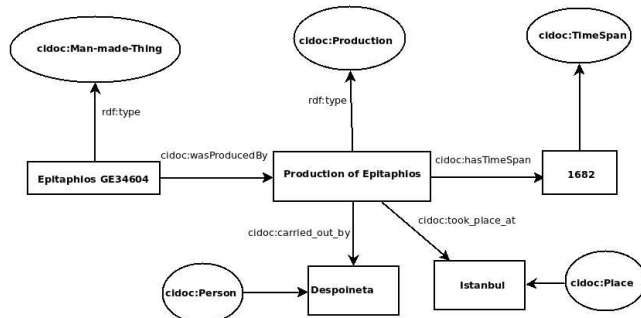 cidoc:Man-made-Thing
cidoc:Production
cidoc:TimeSpan
rdf:type
rdf:type
cidoc:wasProducedBy
cidoc:hasTimeSpan
Epitaphios GE34604
Production of Epitaphios
1682
cidoc:carried_out_by
cidoc:took_place_at
cidoc:Person
Despoineta
Istanbul
cidoc:Place